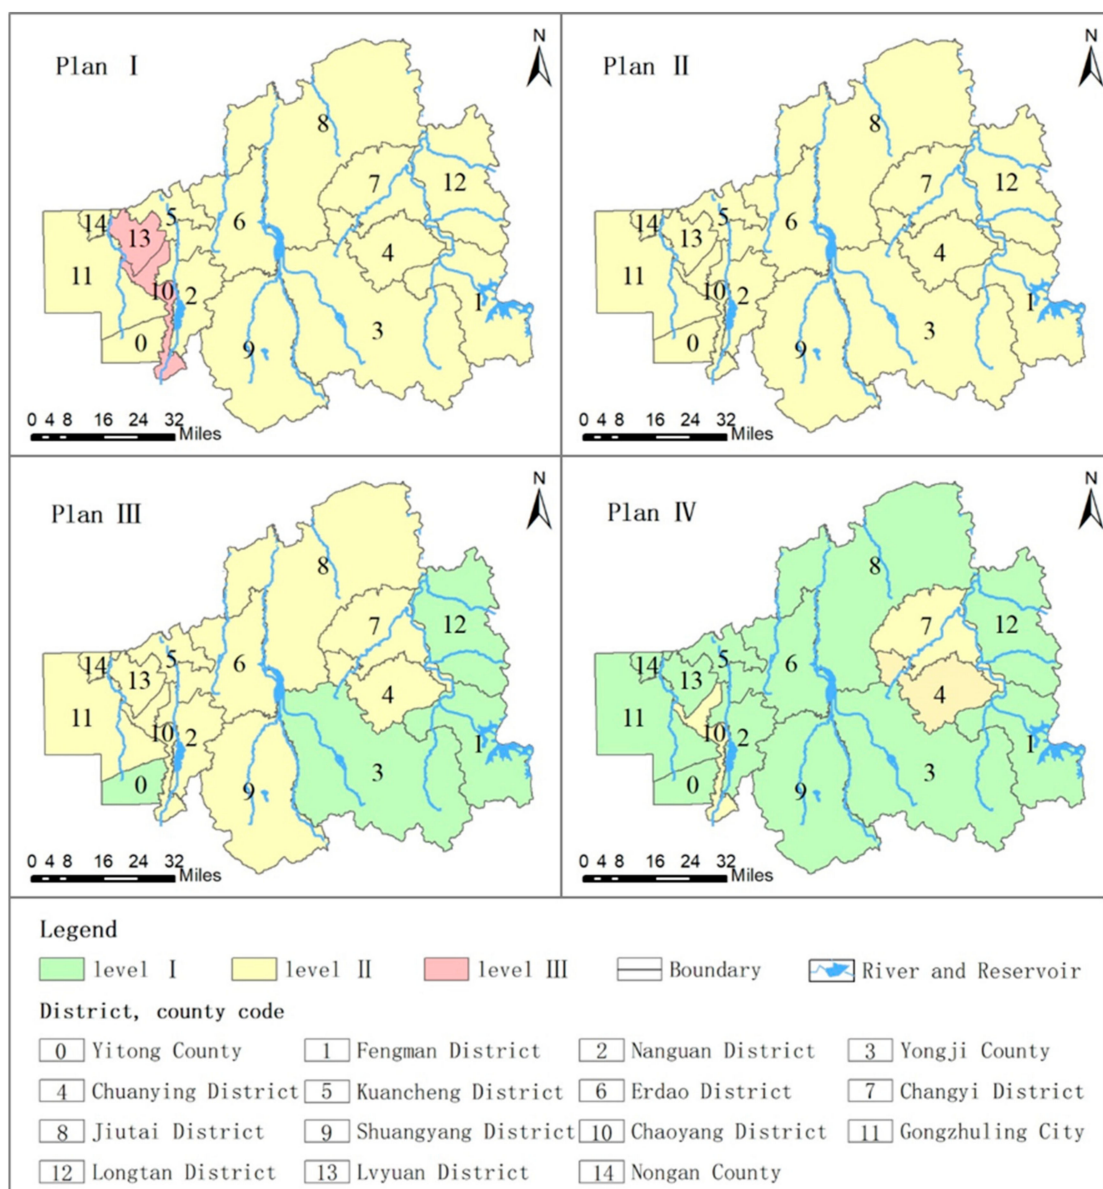 Plan Ⅰ
N
8
12
7
14
5
6
13
4
11
10
2
1
0
9
3
0 4 8 16 24 32
Miles
Plan Ⅱ
N
8
12
7
14
5
6
13
4
11
10
2
1
0
9
3
0 4 8 16 24 32
Miles
Plan Ⅲ
N
8
12
7
14
5
6
13
4
11
10
2
1
0
9
3
0 4 8 16 24 32
Miles
Plan Ⅳ
N
8
12
7
14
5
6
13
4
11
10
2
1
0
9
3
0 4 8 16 24 32
Miles
Legend
level Ⅰ level Ⅱ level Ⅲ Boundary River and Reservoir
District, county code
0 Yitong County 1 Fengman District 2 Nanguan District 3 Yongji County
4 Chuanying District 5 Kuancheng District 6 Erdao District 7 Changyi District
8 Jiutai District 9 Shuangyang District 10 Chaoyang District 11 Gongzhuling City
12 Longtan District 13 Lvyuan District 14 Nongan County